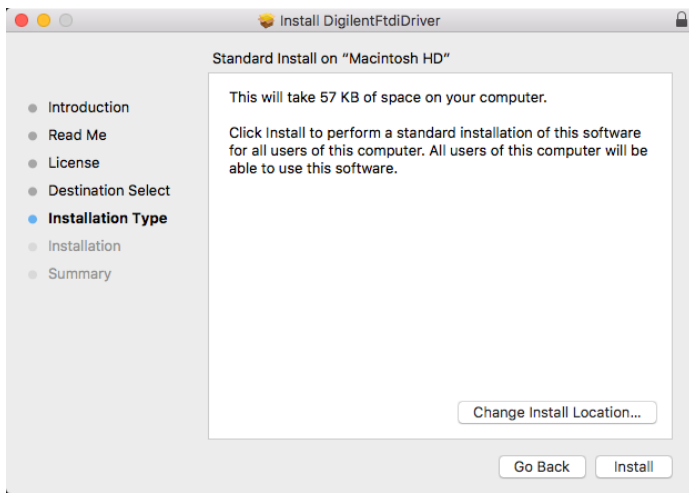 Install DigilentFtdiDriver
Standard Install on “Macintosh HD”
Introduction
Read Me
License
Destination Select
Installation Type
Installation
Summary
This will take 57 KB of space on your computer.
Click Install to perform a standard installation of this software
for all users of this computer. All users of this computer will be
able to use this software.
Change Install Location...
Go Back
Install